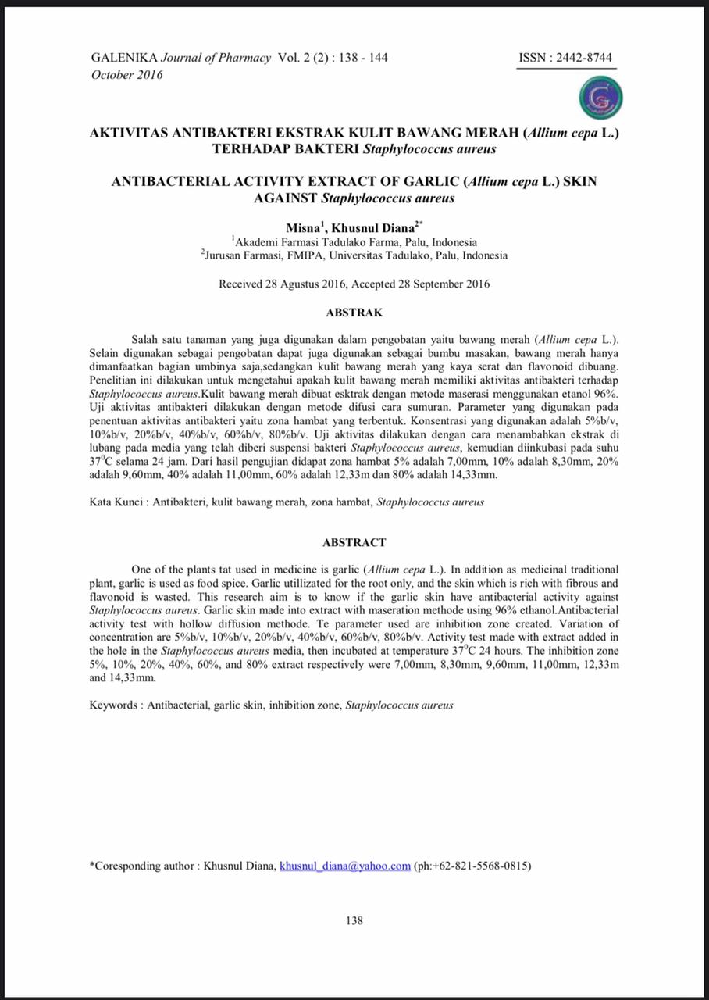 GALENIKA Journal of Pharmacy Vol. 2 (2) : 138 - 144
October 2016
ISSN : 2442-8744
AKTIVITAS ANTIBAKTERI EKSTRAK KULIT BAWANG MERAH (Allium cepa L.)
TERHADAP BAKTERI Staphylococcus aureus
ANTIBACTERIAL ACTIVITY EXTRACT OF GARLIC (Allium cepa L.) SKIN
AGAINST Staphylococcus aureus
Misna1, Khusnul Diana2*
1Akademi Farmasi Tadulako Farma, Palu, Indonesia
2Jurusan Farmasi, FMIPA, Universitas Tadulako, Palu, Indonesia
Received 28 Agustus 2016, Accepted 28 September 2016
ABSTRAK
Salah satu tanaman yang juga digunakan dalam pengobatan yaitu bawang merah (Allium cepa L.).
Selain digunakan sebagai pengobatan dapat juga digunakan sebagai bumbu masakan, bawang merah hanya
dimanfaatkan bagian umbinya saja,sedangkan kulit bawang merah yang kaya serat dan flavonoid dibuang.
Penelitian ini dilakukan untuk mengetahui apakah kulit bawang merah memiliki aktivitas antibakteri terhadap
Staphylococcus aureus.Kulit bawang merah dibuat esktrak dengan metode maserasi menggunakan etanol 96%.
Uji aktivitas antibakteri dilakukan dengan metode difusi cara sumuran. Parameter yang digunakan pada
penentuan aktivitas antibakteri yaitu zona hambat yang terbentuk. Konsentrasi yang digunakan adalah 5%b/v,
10%b/v, 20%b/v, 40%b/v, 60%b/v, 80%b/v. Uji aktivitas dilakukan dengan cara menambahkan ekstrak di
lubang pada media yang telah diberi suspensi bakteri Staphylococcus aureus, kemudian diinkubasi pada suhu
37⁰C selama 24 jam. Dari hasil pengujian didapat zona hambat 5% adalah 7,00mm, 10% adalah 8,30mm, 20%
adalah 9,60mm, 40% adalah 11,00mm, 60% adalah 12,33m dan 80% adalah 14,33mm.
Kata Kunci : Antibakteri, kulit bawang merah, zona hambat, Staphylococcus aureus
ABSTRACT
One of the plants tat used in medicine is garlic (Allium cepa L.). In addition as medicinal traditional
plant, garlic is used as food spice. Garlic utillizated for the root only, and the skin which is rich with fibrous and
flavonoid is wasted. This research aim is to know if the garlic skin have antibacterial activity against
Staphylococcus aureus. Garlic skin made into extract with maseration methode using 96% ethanol.Antibacterial
activity test with hollow diffusion methode. Te parameter used are inhibition zone created. Variation of
concentration are 5%b/v, 10%b/v, 20%b/v, 40%b/v, 60%b/v, 80%b/v. Activity test made with extract added in
the hole in the Staphylococcus aureus media, then incubated at temperature 37⁰C 24 hours. The inhibition zone
5%, 10%, 20%, 40%, 60%, and 80% extract respectively were 7,00mm, 8,30mm, 9,60mm, 11,00mm, 12,33m
and 14,33mm.
Keywords : Antibacterial, garlic skin, inhibition zone, Staphylococcus aureus
*Coresponding author : Khusnul Diana, khusnul_diana@yahoo.com (ph:+62-821-5568-0815)
138